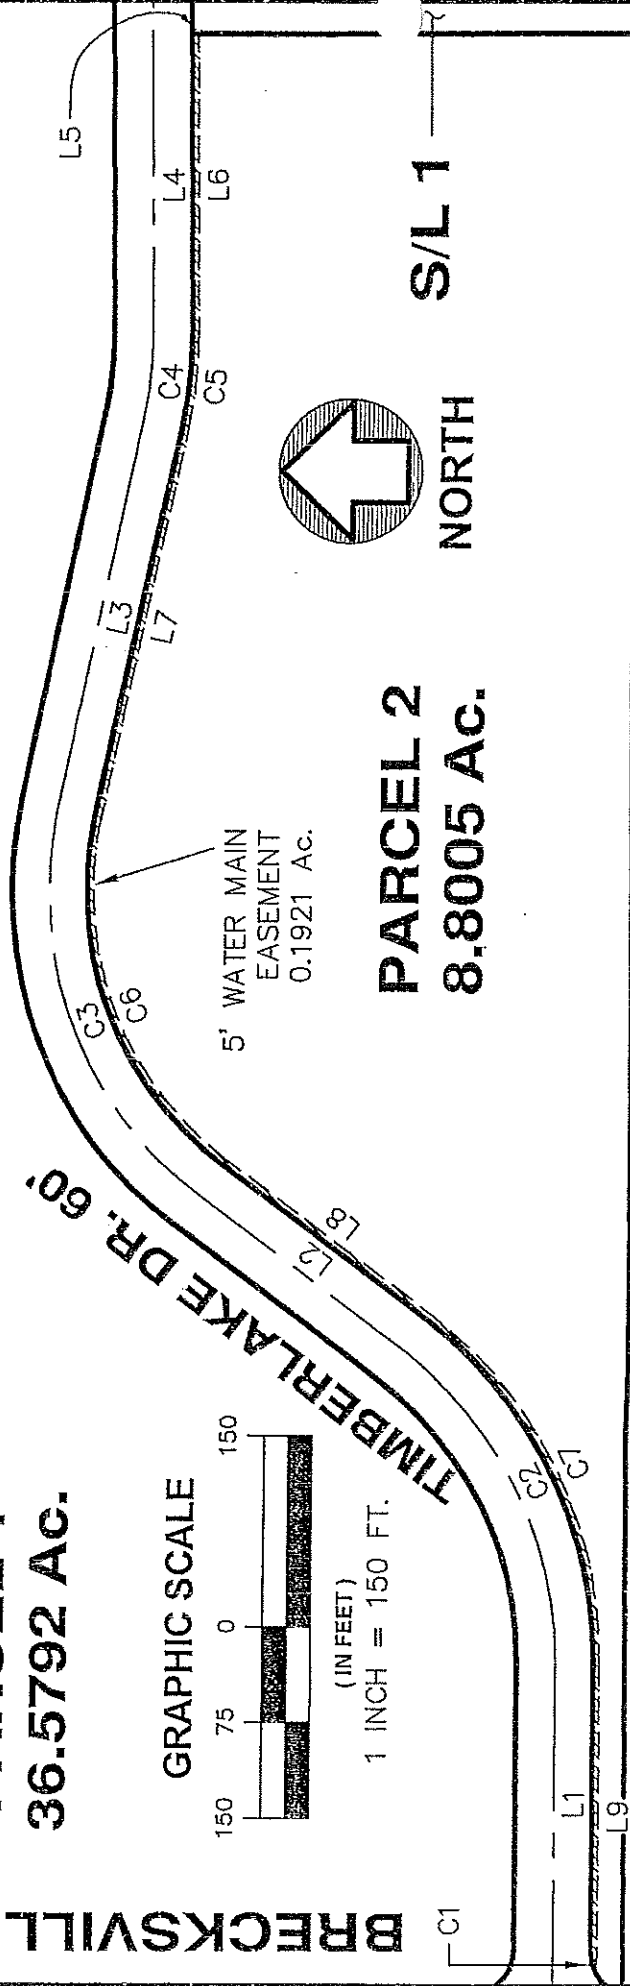 36.5792 Ac.
BRECKSVILL
GRAPHIC SCALE
150 75 0 150
(IN FEET)
1 INCH = 150 FT.
TIMBERLAKE DR. 60'
5' WATER MAIN
EASEMENT
0.1921 Ac.
PARCEL 2
8.8005 Ac.
NORTH
S/L 1
C1
L1
L9
C2
C7
L2
L8
C3
C6
L3
L7
C4
C5
L4
L6
L5